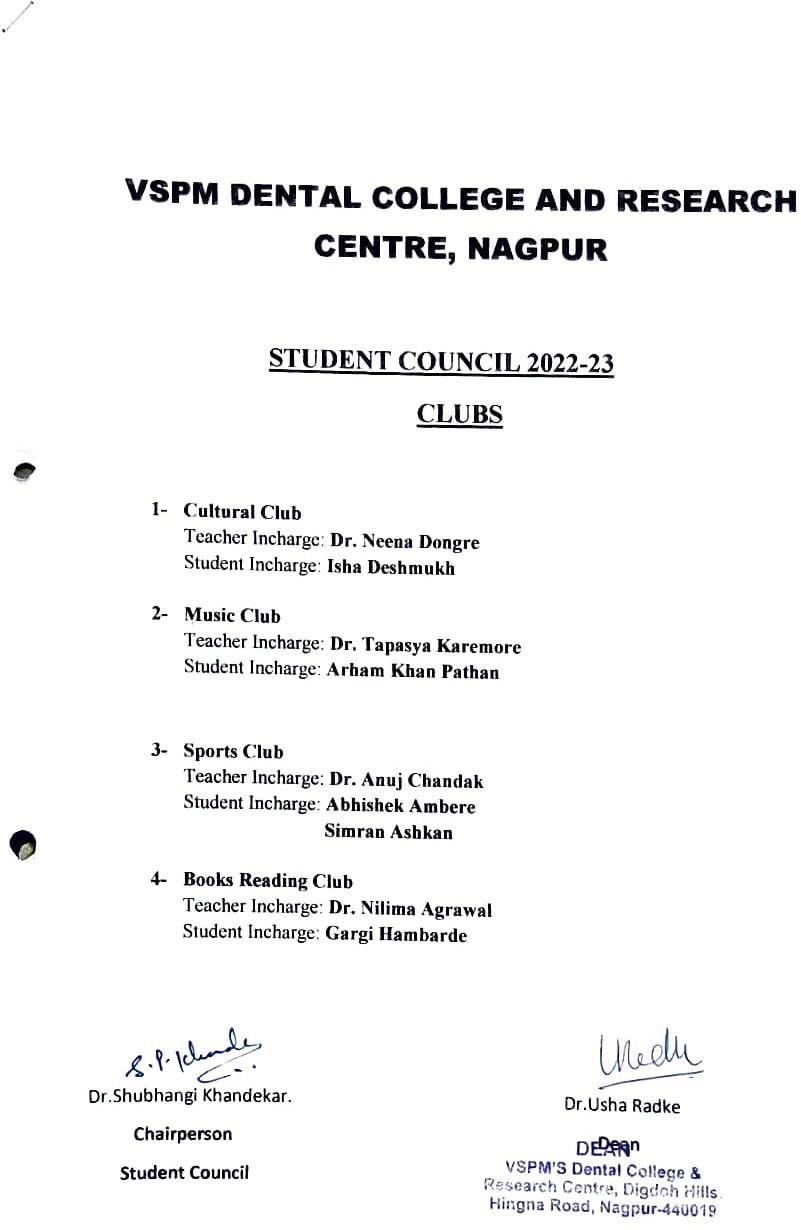 VSPM DENTAL COLLEGE AND RESEARCH
CENTRE, NAGPUR
STUDENT COUNCIL 2022-23
CLUBS
1- Cultural Club
Teacher Incharge: Dr. Neena Dongre
Student Incharge: Isha Deshmukh
2- Music Club
Teacher Incharge: Dr. Tapasya Karemore
Student Incharge: Arham Khan Pathan
3- Sports Club
Teacher Incharge: Dr. Anuj Chandak
Student Incharge: Abhishek Ambere
Simran Ashkan
4- Books Reading Club
Teacher Incharge: Dr. Nilima Agrawal
Student Incharge: Gargi Hambarde
S.P.
Dr.Shubhangi Khandekar.
Chairperson
Student Council
Dr.Usha Radke
Dean
DEAN
VSPM'S Dental College &
Research Centre, Digdoh Hills.
Hingna Road, Nagpur-440019